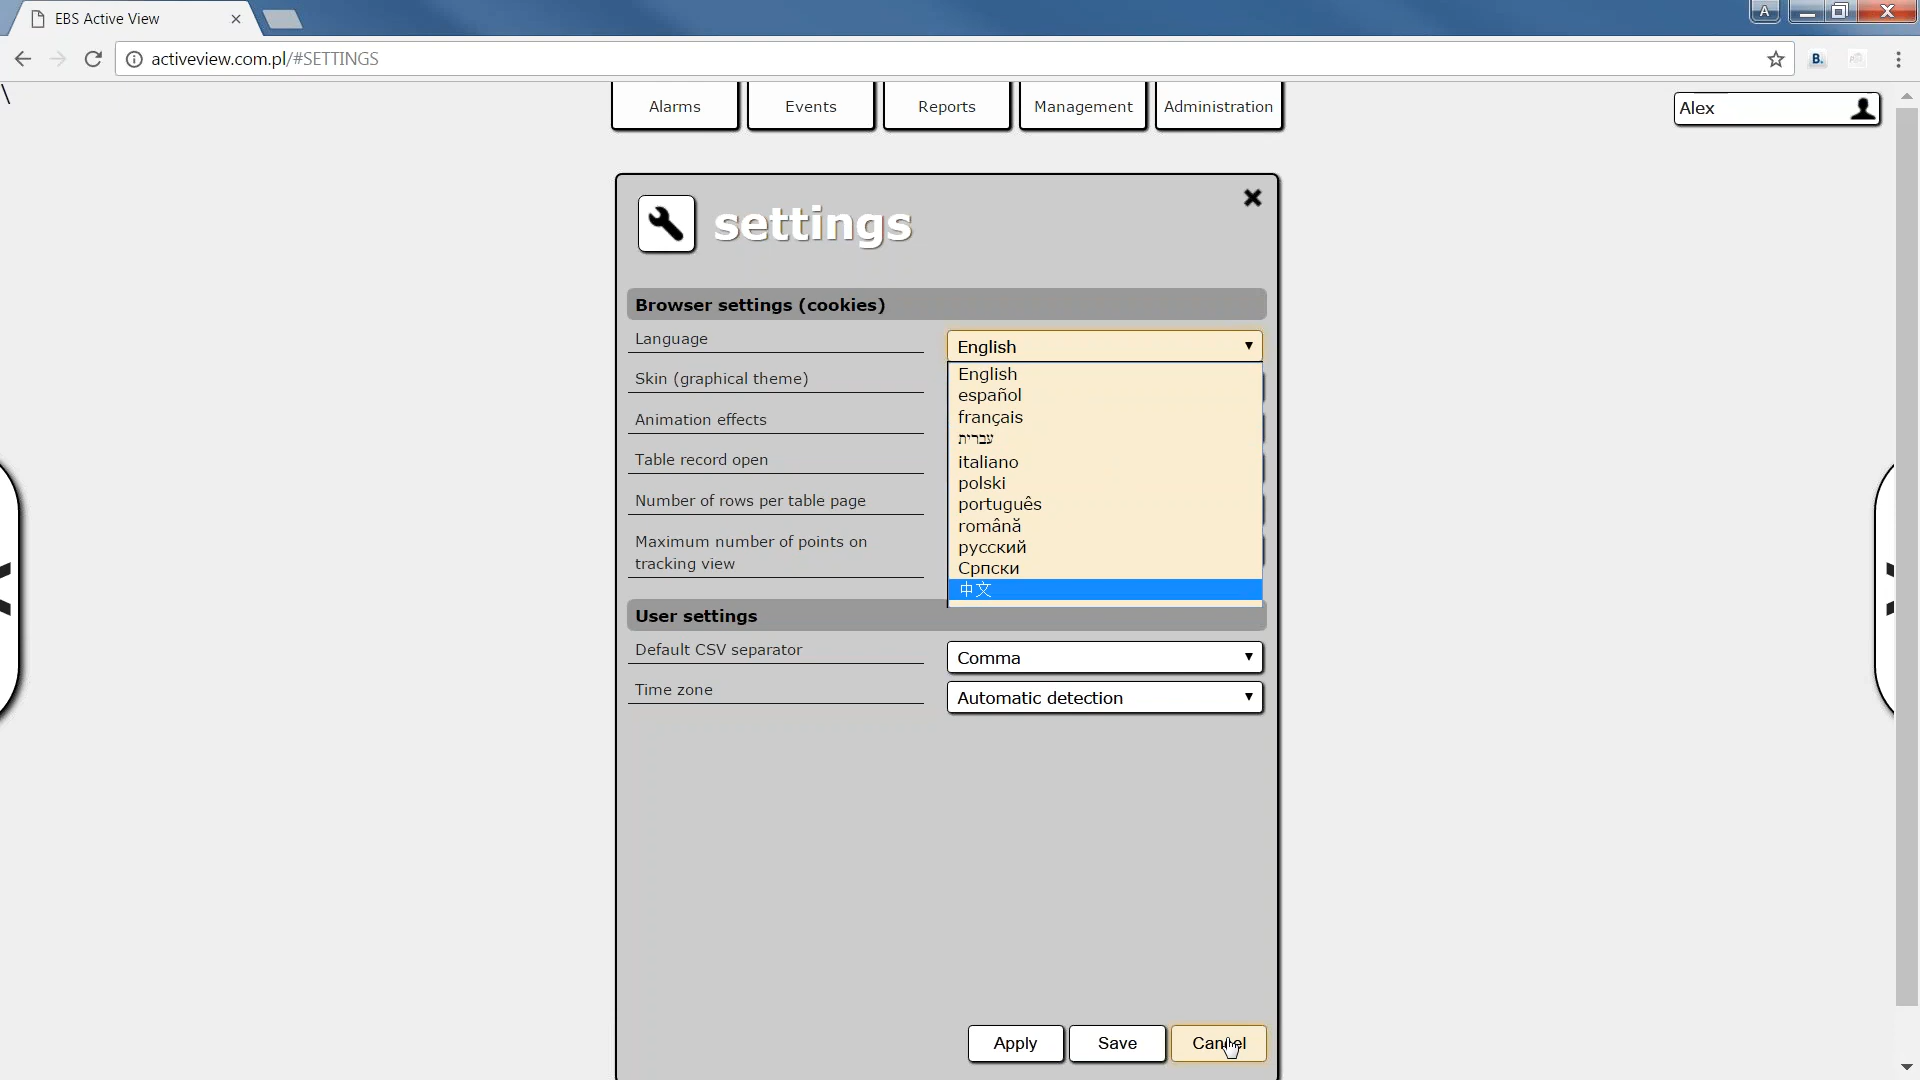 EBS Active View
A
activeview.com.pl/#SETTINGS
B.
\
Alarms
Events
Reports
Management
Administration
Alex
settings
Browser settings (cookies)
Language
English
English
español
français
עברית
italiano
polski
português
română
русский
Српски
中文
Skin (graphical theme)
Animation effects
Table record open
Number of rows per table page
Maximum number of points on
tracking view
User settings
Default CSV separator
Comma
Time zone
Automatic detection
Apply
Save
Cancel